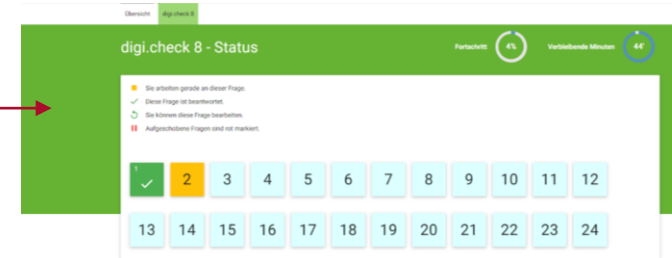 Übersicht digi.check 8
digi.check 8 - Status
Fortschritt 4% Verbleibende Minuten 44'
Sie arbeiten gerade an dieser Frage.
Diese Frage ist beantwortet.
Sie können diese Frage bearbeiten.
Aufgeschobene Fragen sind rot markiert.
1 2 3 4 5 6 7 8 9 10 11 12
13 14 15 16 17 18 19 20 21 22 23 24